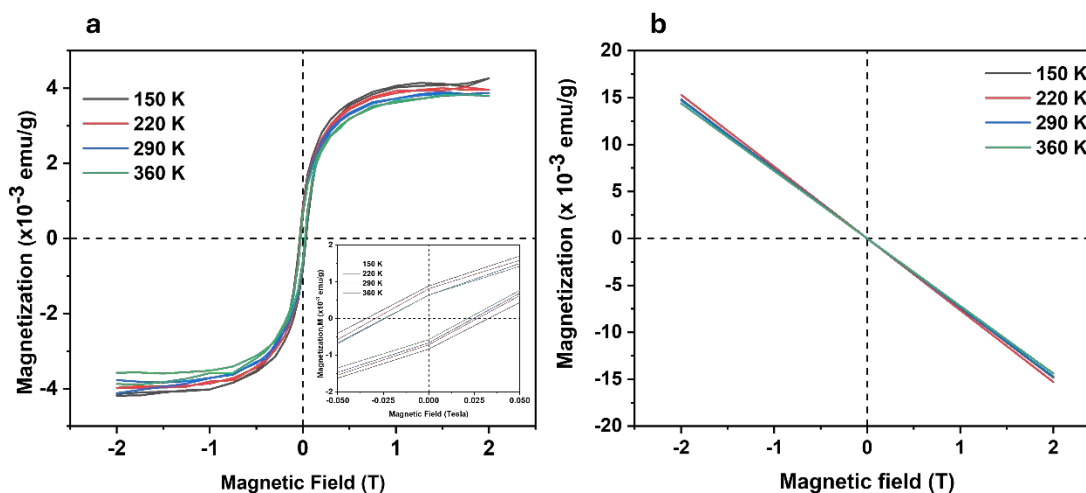 a
Magnetization (x10⁻³ emu/g)
4
2
0
-2
-4
150 K
220 K
290 K
360 K
-2
-1
0
1
2
Magnetic Field (T)
Magnetization,M (x10⁻³ emu/g)
2
1
0
-1
-2
150 K
220 K
290 K
360 K
-0.050
-0.025
0.000
0.025
0.050
Magnetic Field (Tesla)
b
Magnetization (x 10⁻³ emu/g)
20
15
10
5
0
-5
-10
-15
-20
150 K
220 K
290 K
360 K
-2
-1
0
1
2
Magnetic field (T)